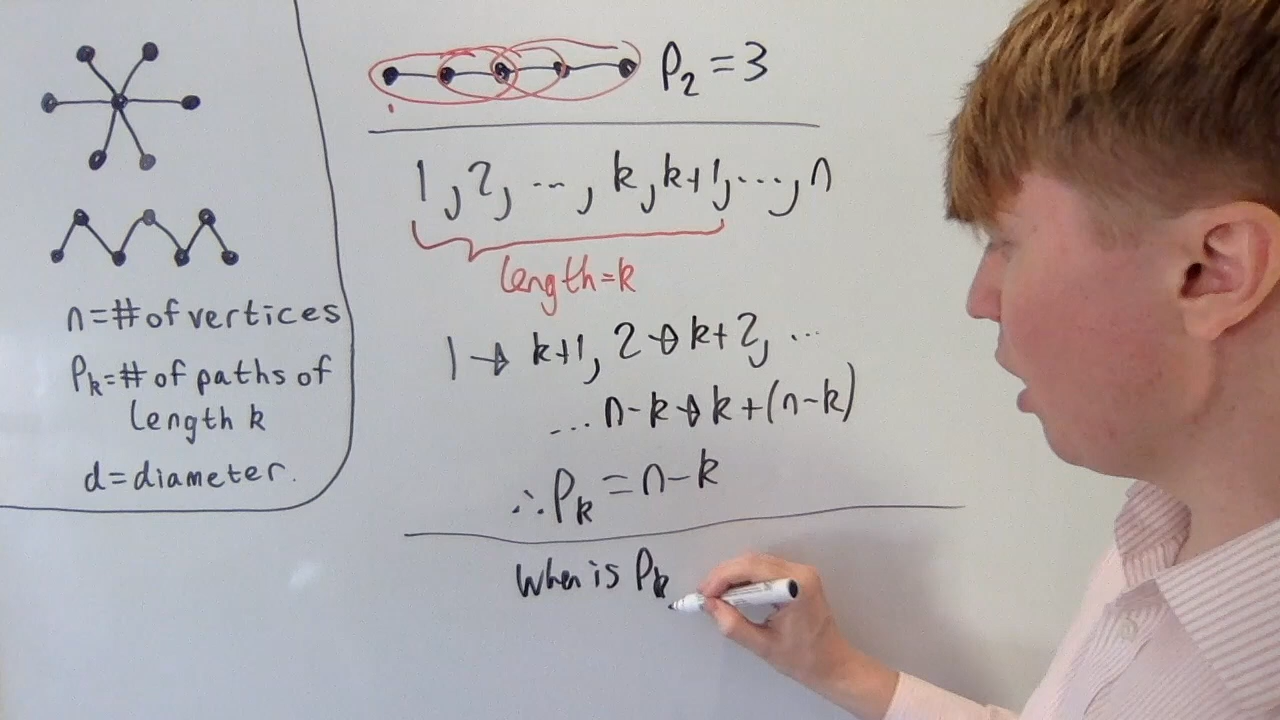 n=# of vertices
Pk=# of paths of
length k
d=diameter.
P2=3
1, 2, ..., k, k+1, ..., n
length=k
1→k+1, 2→k+2, ...
...n-k→k+(n-k)
∴Pk=n-k
When is Pk